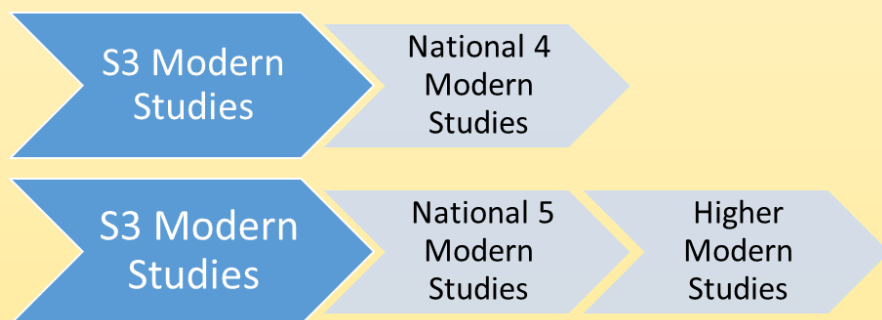 S3 Modern
Studies
National 4
Modern
Studies
S3 Modern
Studies
National 5
Modern
Studies
Higher
Modern
Studies